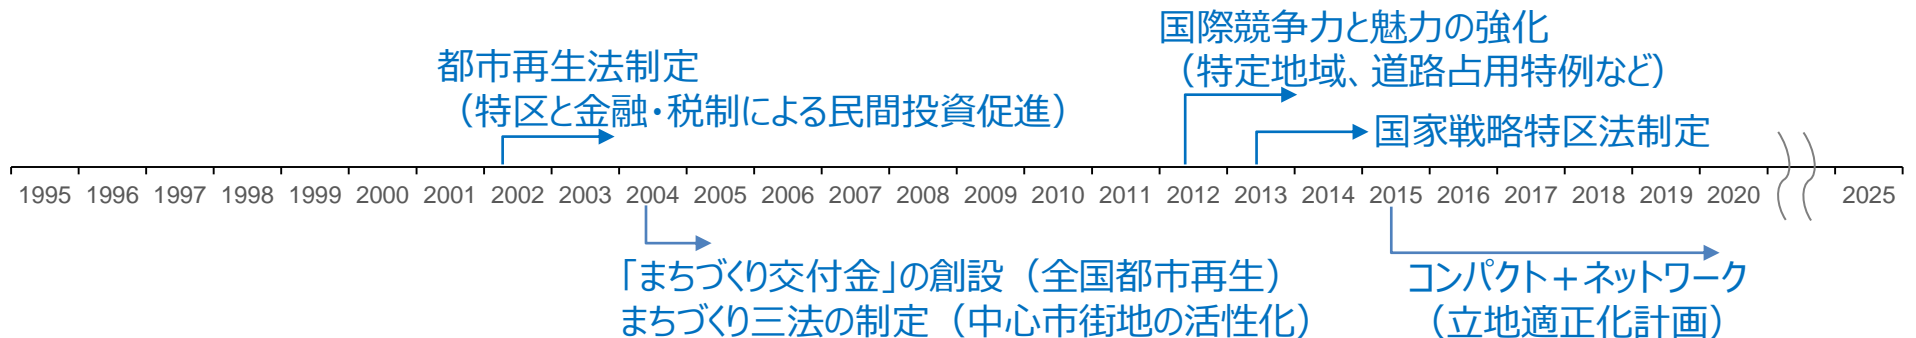 国際競争力と魅力の強化
（特定地域、道路占用特例など）
都市再生法制定
（特区と金融・税制による民間投資促進）
国家戦略特区法制定
1995 1996 1997 1998 1999 2000 2001 2002 2003 2004 2005 2006 2007 2008 2009 2010 2011 2012 2013 2014 2015 2016 2017 2018 2019 2020 2025
「まちづくり交付金」の創設（全国都市再生）
まちづくり三法の制定（中心市街地の活性化）
コンパクト＋ネットワーク
（立地適正化計画）